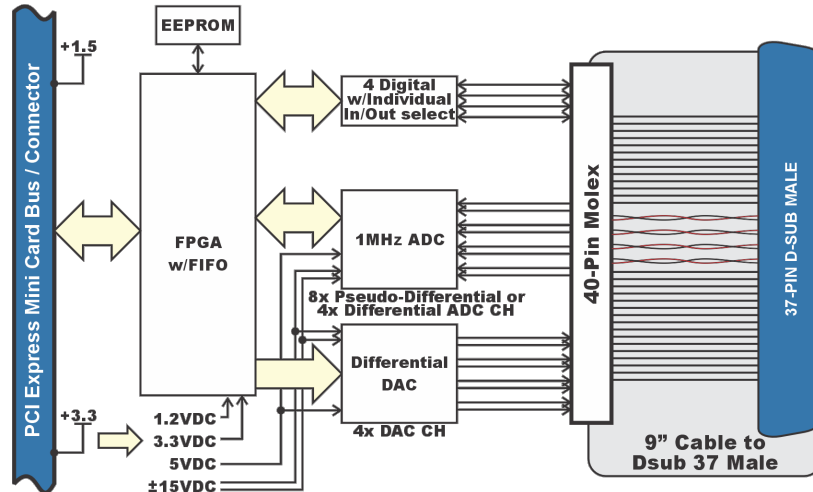 PCI Express Mini Card Bus / Connector
+1.5
+3.3
EEPROM
FPGA
w/FIFO
1.2VDC
3.3VDC
5VDC
±15VDC
4 Digital
w/Individual
In/Out select
1MHz ADC
8x Pseudo-Differential or
4x Differential ADC CH
Differential
DAC
4x DAC CH
40-Pin Molex
9” Cable to
Dsub 37 Male
37-PIN D-SUB MALE